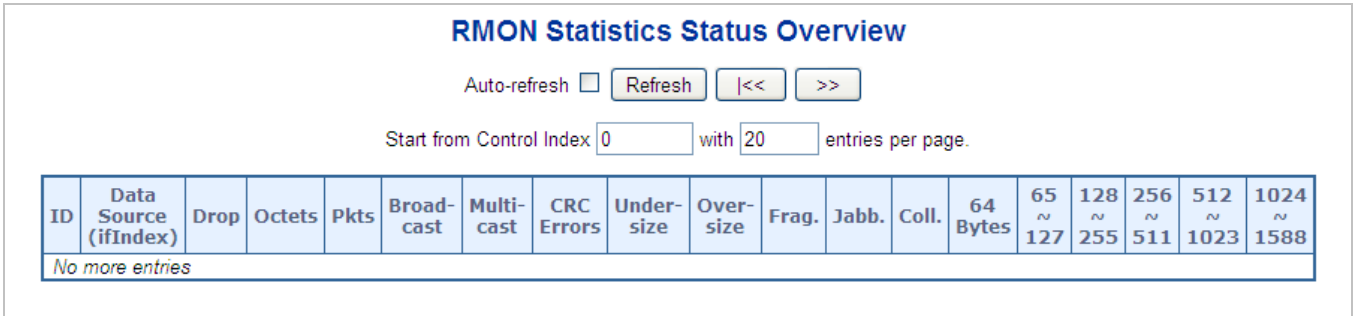 RMON Statistics Status Overview
Auto-refresh Refresh |<< >>
Start from Control Index 0 with 20 entries per page.
ID Data Source (ifIndex) Drop Octets Pkts Broad-cast Multi-cast CRC Errors Under-size Over-size Frag. Jabb. Coll. 64 Bytes 65 ~ 127 128 ~ 255 256 ~ 511 512 ~ 1023 1024 ~ 1588
No more entries